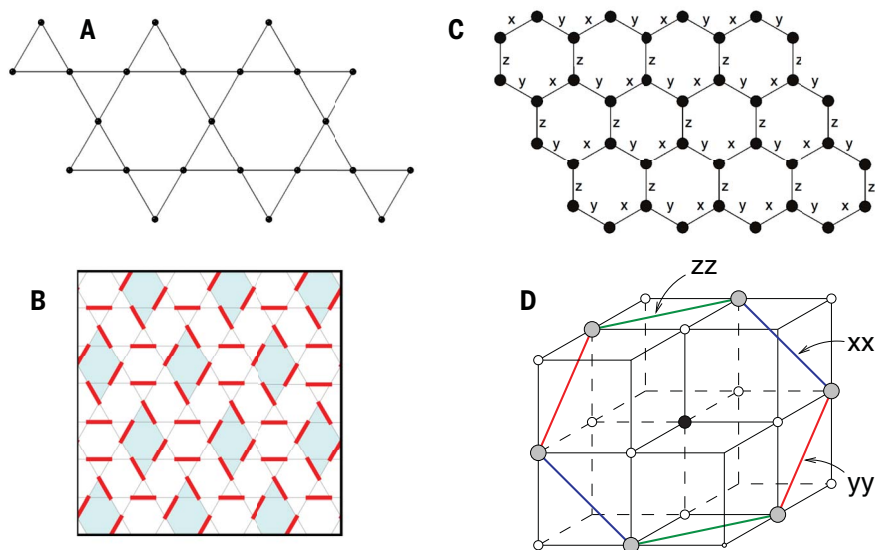 A
C
x y x y x y x y
z z z z z
y x y x y x y x y
z z z z z
y x y x y x y x y
z z z z z
y x y x y x y x
B
D
zz
xx
yy